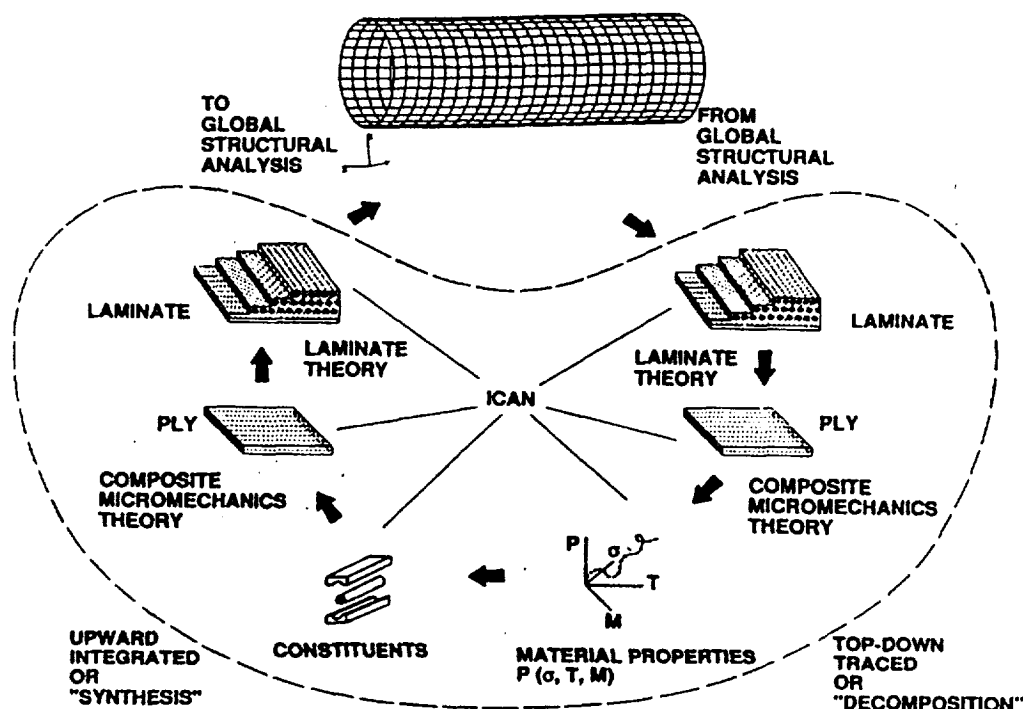 TO
GLOBAL
STRUCTURAL
ANALYSIS
FROM
GLOBAL
STRUCTURAL
ANALYSIS
LAMINATE
LAMINATE
THEORY
LAMINATE
THEORY
LAMINATE
ICAN
PLY
PLY
COMPOSITE
MICROMECHANICS
THEORY
COMPOSITE
MICROMECHANICS
THEORY
P
σ
T
M
CONSTITUENTS
MATERIAL PROPERTIES
P (σ, T, M)
UPWARD
INTEGRATED
OR
"SYNTHESIS"
TOP-DOWN
TRACED
OR
"DECOMPOSITION"